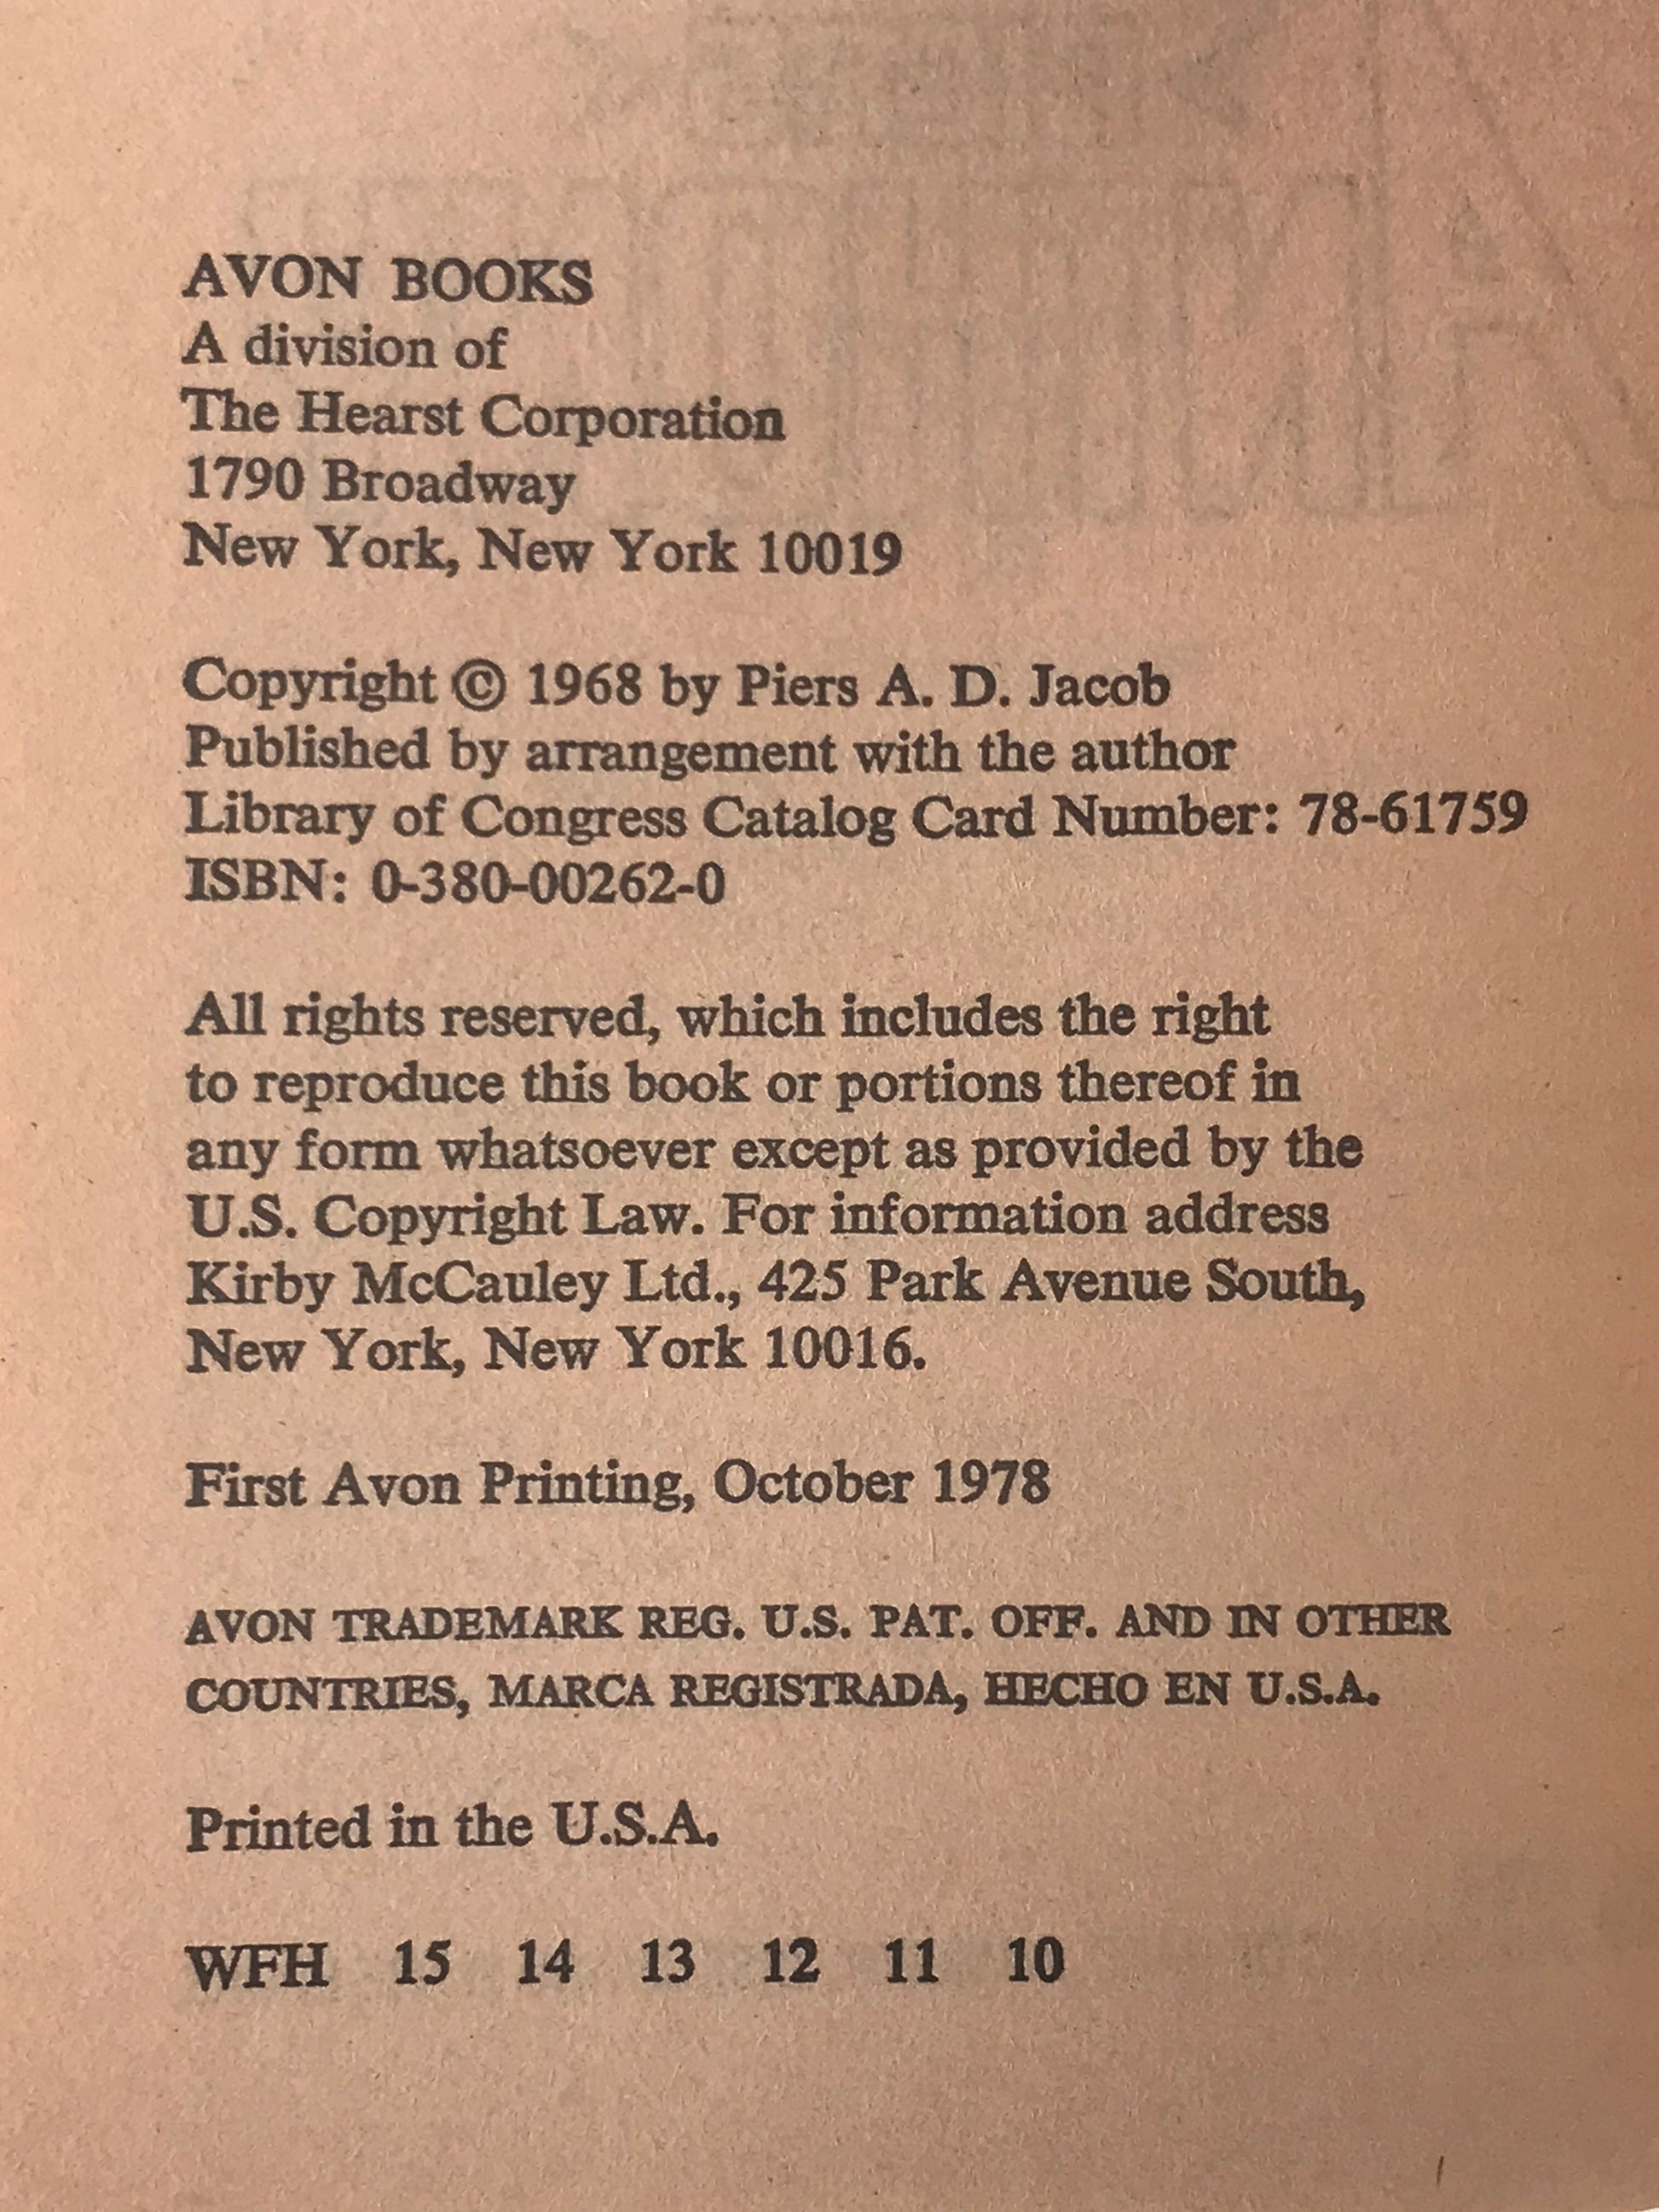 AVON BOOKS
A division of
The Hearst Corporation
1790 Broadway
New York, New York 10019
Copyright © 1968 by Piers A. D. Jacob
Published by arrangement with the author
Library of Congress Catalog Card Number: 78-61759
ISBN: 0-380-00262-0
All rights reserved, which includes the right
to reproduce this book or portions thereof in
any form whatsoever except as provided by the
U.S. Copyright Law. For information address
Kirby McCauley Ltd., 425 Park Avenue South,
New York, New York 10016.
First Avon Printing, October 1978
AVON TRADEMARK REG. U.S. PAT. OFF. AND IN OTHER
COUNTRIES, MARCA REGISTRADA, HECHO EN U.S.A.
Printed in the U.S.A.
WFH 15 14 13 12 11 10